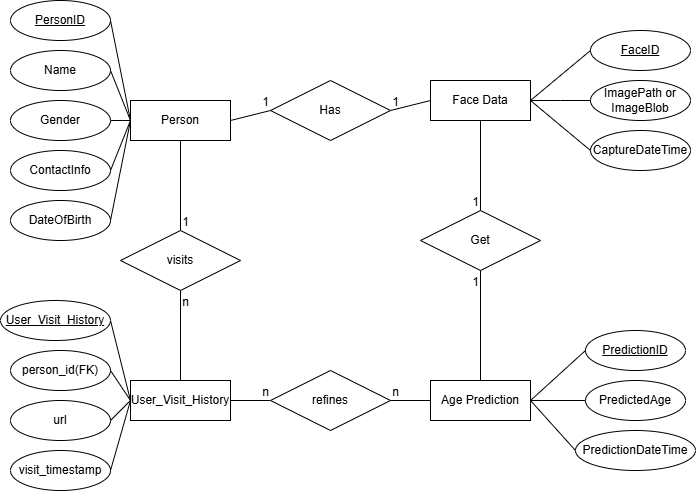 PersonID
Name
Gender
ContactInfo
DateOfBirth
Person
1
Has
1
Face Data
FaceID
ImagePath or
ImageBlob
CaptureDateTime
1
visits
n
1
Get
1
User_Visit_History
person_id(FK)
url
visit_timestamp
User_Visit_History
n
refines
n
Age Prediction
PredictionID
PredictedAge
PredictionDateTime